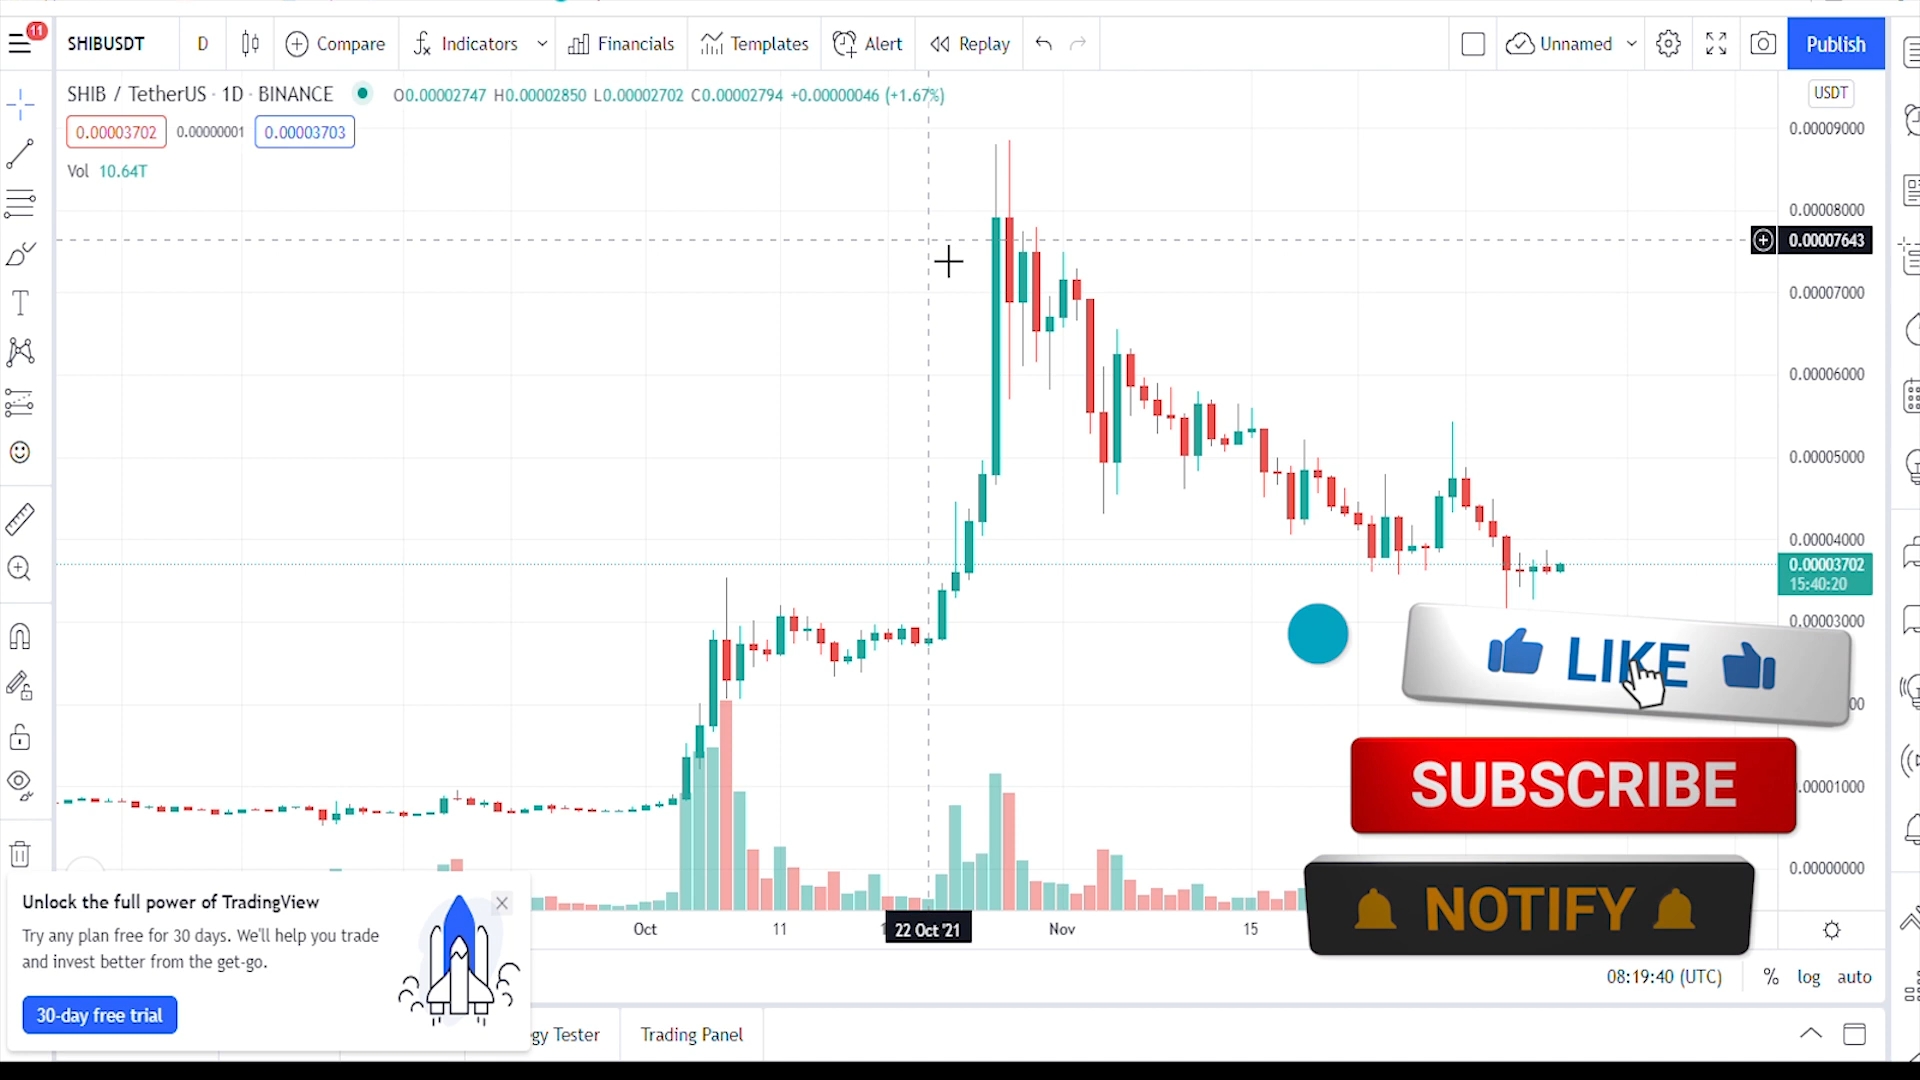 11
SHIBUSDT
D
Compare
Indicators
Financials
Templates
Alert
Replay
Unnamed
Publish
SHIB / TetherUS · 1D · BINANCE
O0.00002747 H0.00002850 L0.00002702 C0.00002794 +0.00000046 (+1.67%)
USDT
0.00003702
0.00000001
0.00003703
Vol 10.64T
0.00009000
0.00008000
0.00007643
0.00007000
0.00006000
0.00005000
0.00004000
0.00003702
15:40:20
0.00003000
LIKE
00
SUBSCRIBE
0.00001000
0.00000000
NOTIFY
Unlock the full power of TradingView
Try any plan free for 30 days. We'll help you trade
and invest better from the get-go.
30-day free trial
Oct
11
22 Oct '21
Nov
15
08:19:40 (UTC)
%
log
auto
gy Tester
Trading Panel